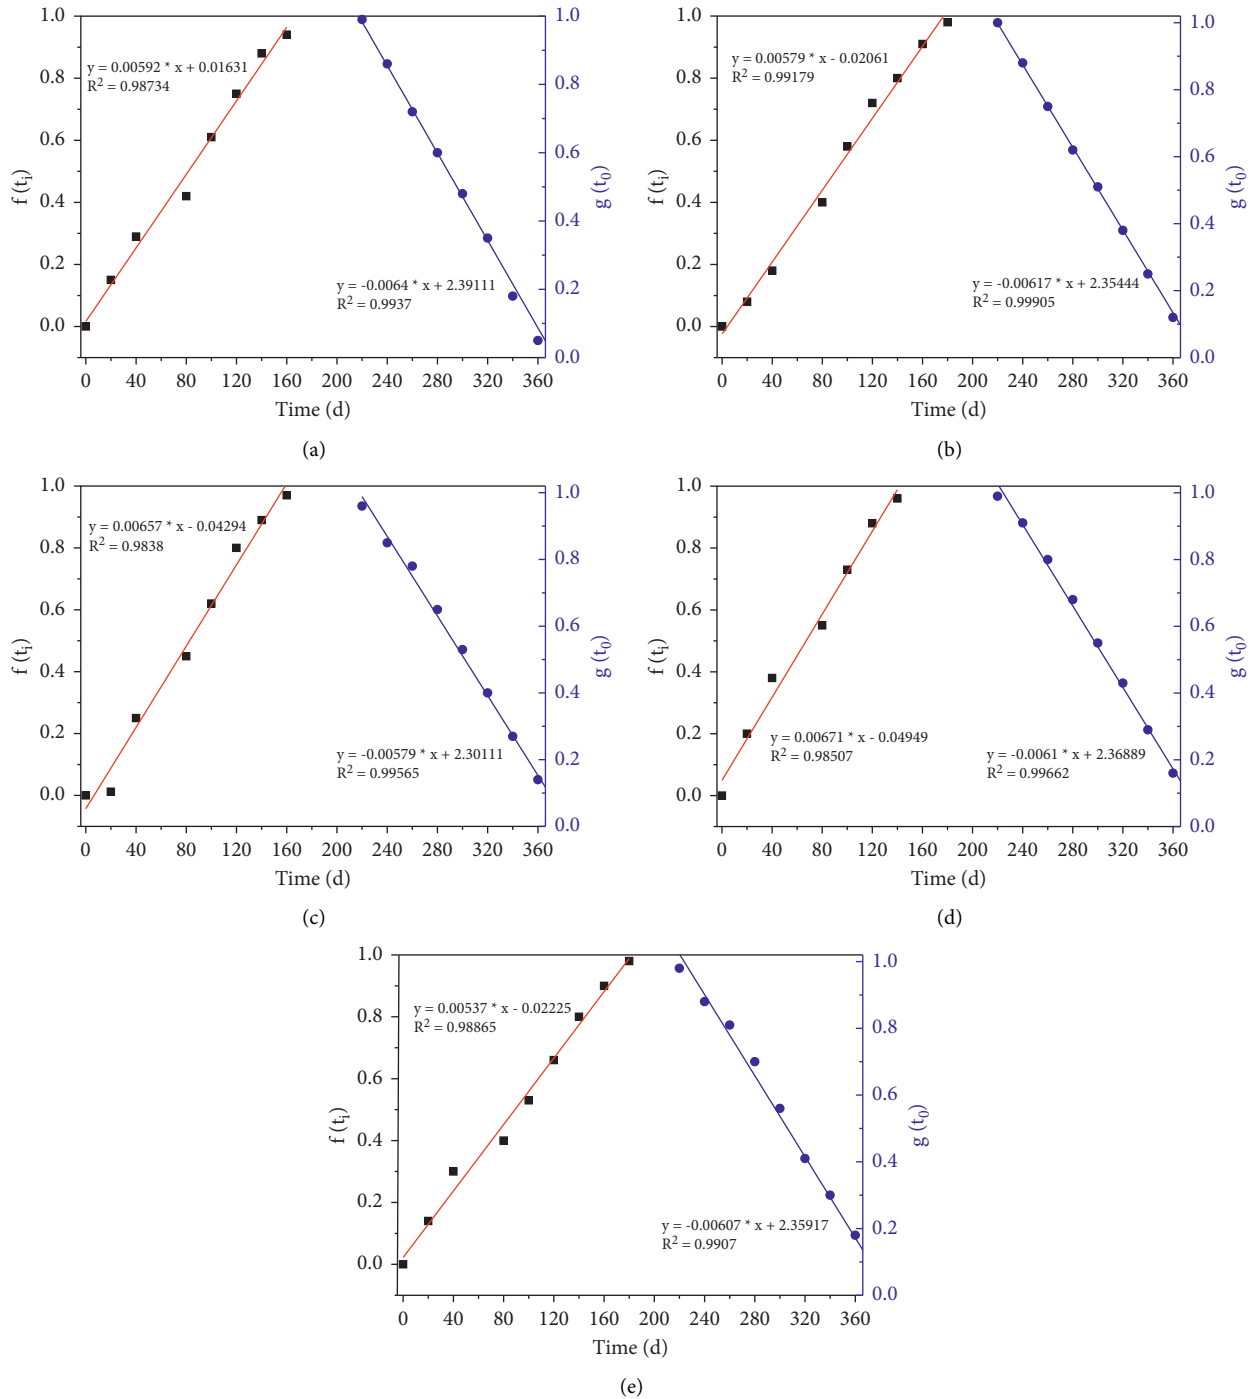 1.0
0.8
0.6
0.4
0.2
0.0
f (t_i)
y = 0.00592 * x + 0.01631
R² = 0.98734
y = -0.0064 * x + 2.39111
R² = 0.9937
1.0
0.8
0.6
0.4
0.2
0.0
g (t_0)
0 40 80 120 160 200 240 280 320 360
Time (d)
(a)
1.0
0.8
0.6
0.4
0.2
0.0
f (t_i)
y = 0.00579 * x - 0.02061
R² = 0.99179
y = -0.00617 * x + 2.35444
R² = 0.99905
1.0
0.8
0.6
0.4
0.2
0.0
g (t_0)
0 40 80 120 160 200 240 280 320 360
Time (d)
(b)
1.0
0.8
0.6
0.4
0.2
0.0
f (t_i)
y = 0.00657 * x - 0.04294
R² = 0.9838
y = -0.00579 * x + 2.30111
R² = 0.99565
1.0
0.8
0.6
0.4
0.2
0.0
g (t_0)
0 40 80 120 160 200 240 280 320 360
Time (d)
(c)
1.0
0.8
0.6
0.4
0.2
0.0
f (t_i)
y = 0.00671 * x - 0.04949
R² = 0.98507
y = -0.0061 * x + 2.36889
R² = 0.99662
1.0
0.8
0.6
0.4
0.2
0.0
g (t_0)
0 40 80 120 160 200 240 280 320 360
Time (d)
(d)
1.0
0.8
0.6
0.4
0.2
0.0
f (t_i)
y = 0.00537 * x - 0.02225
R² = 0.98865
y = -0.00607 * x + 2.35917
R² = 0.9907
1.0
0.8
0.6
0.4
0.2
0.0
g (t_0)
0 40 80 120 160 200 240 280 320 360
Time (d)
(e)